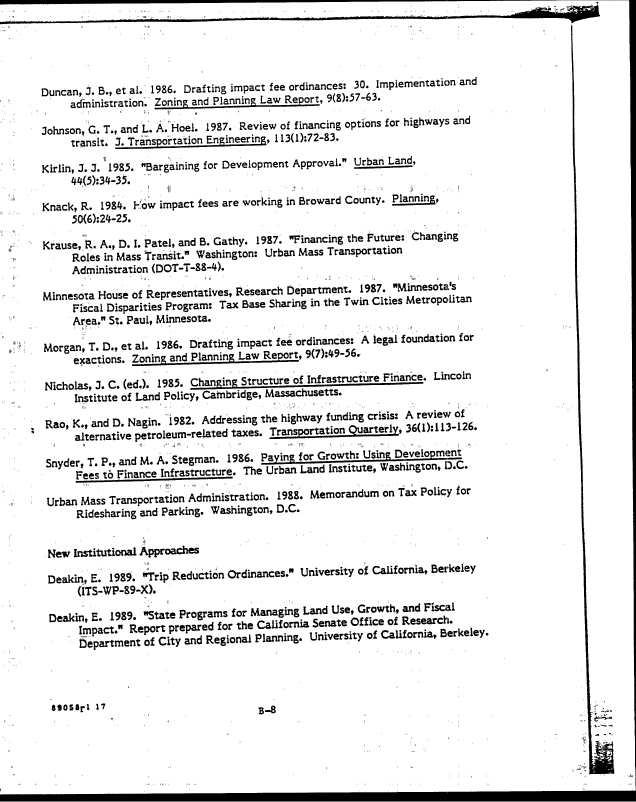 Duncan, J. B., et al. 1986. Drafting impact fee ordinances: 30. Implementation and
administration. Zoning and Planning Law Report, 9(8):57-63.
Johnson, G. T., and L. A. Hoel. 1987. Review of financing options for highways and
transit. J. Transportation Engineering, 113(1):72-83.
Kirlin, J. J. 1985. "Bargaining for Development Approval." Urban Land,
44(5):34-35.
Knack, R. 1984. How impact fees are working in Broward County. Planning,
50(6):24-25.
Krause, R. A., D. I. Patel, and B. Gathy. 1987. "Financing the Future: Changing
Roles in Mass Transit." Washington: Urban Mass Transportation
Administration (DOT-T-88-4).
Minnesota House of Representatives, Research Department. 1987. "Minnesota's
Fiscal Disparities Program: Tax Base Sharing in the Twin Cities Metropolitan
Area." St. Paul, Minnesota.
Morgan, T. D., et al. 1986. Drafting impact fee ordinances: A legal foundation for
exactions. Zoning and Planning Law Report, 9(7):49-56.
Nicholas, J. C. (ed.). 1985. Changing Structure of Infrastructure Finance. Lincoln
Institute of Land Policy, Cambridge, Massachusetts.
Rao, K., and D. Nagin. 1982. Addressing the highway funding crisis: A review of
alternative petroleum-related taxes. Transportation Quarterly, 36(1):113-126.
Snyder, T. P., and M. A. Stegman. 1986. Paying for Growth: Using Development
Fees to Finance Infrastructure. The Urban Land Institute, Washington, D.C.
Urban Mass Transportation Administration. 1988. Memorandum on Tax Policy for
Ridesharing and Parking. Washington, D.C.
New Institutional Approaches
Deakin, E. 1989. "Trip Reduction Ordinances." University of California, Berkeley
(ITS-WP-89-X).
Deakin, E. 1989. "State Programs for Managing Land Use, Growth, and Fiscal
Impact." Report prepared for the California Senate Office of Research.
Department of City and Regional Planning. University of California, Berkeley.
89058r1 17
B-8